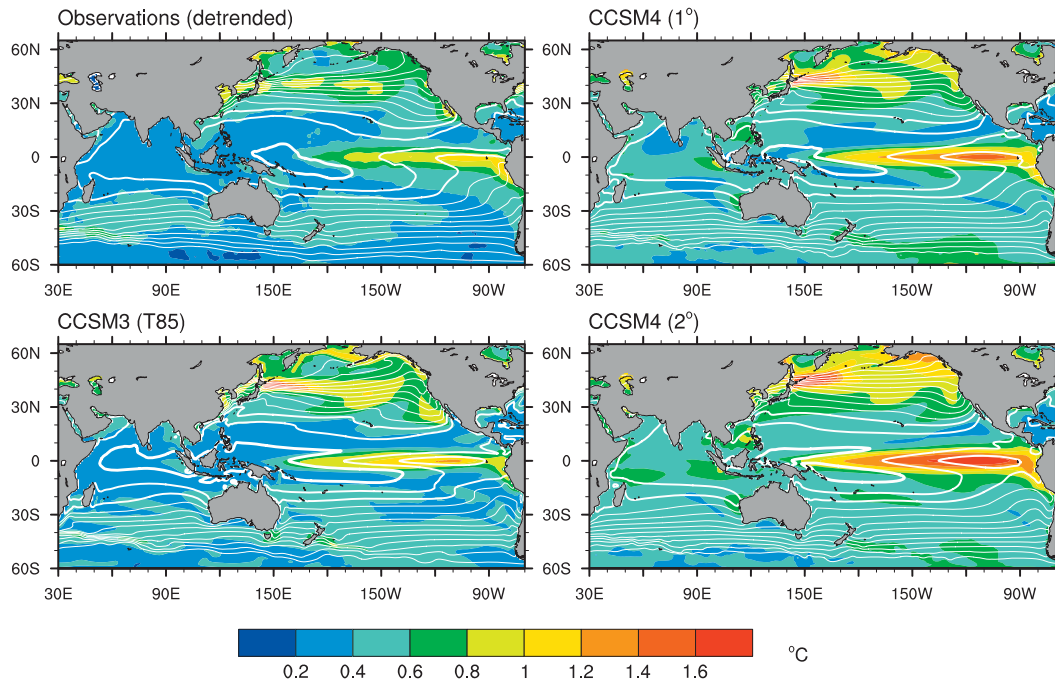 Observations (detrended)
CCSM4 (1°)
60N
30N
0
30S
60S
30E 90E 150E 150W 90W
60N
30N
0
30S
60S
30E 90E 150E 150W 90W
CCSM3 (T85)
CCSM4 (2°)
60N
30N
0
30S
60S
30E 90E 150E 150W 90W
60N
30N
0
30S
60S
30E 90E 150E 150W 90W
0.2 0.4 0.6 0.8 1 1.2 1.4 1.6
°C